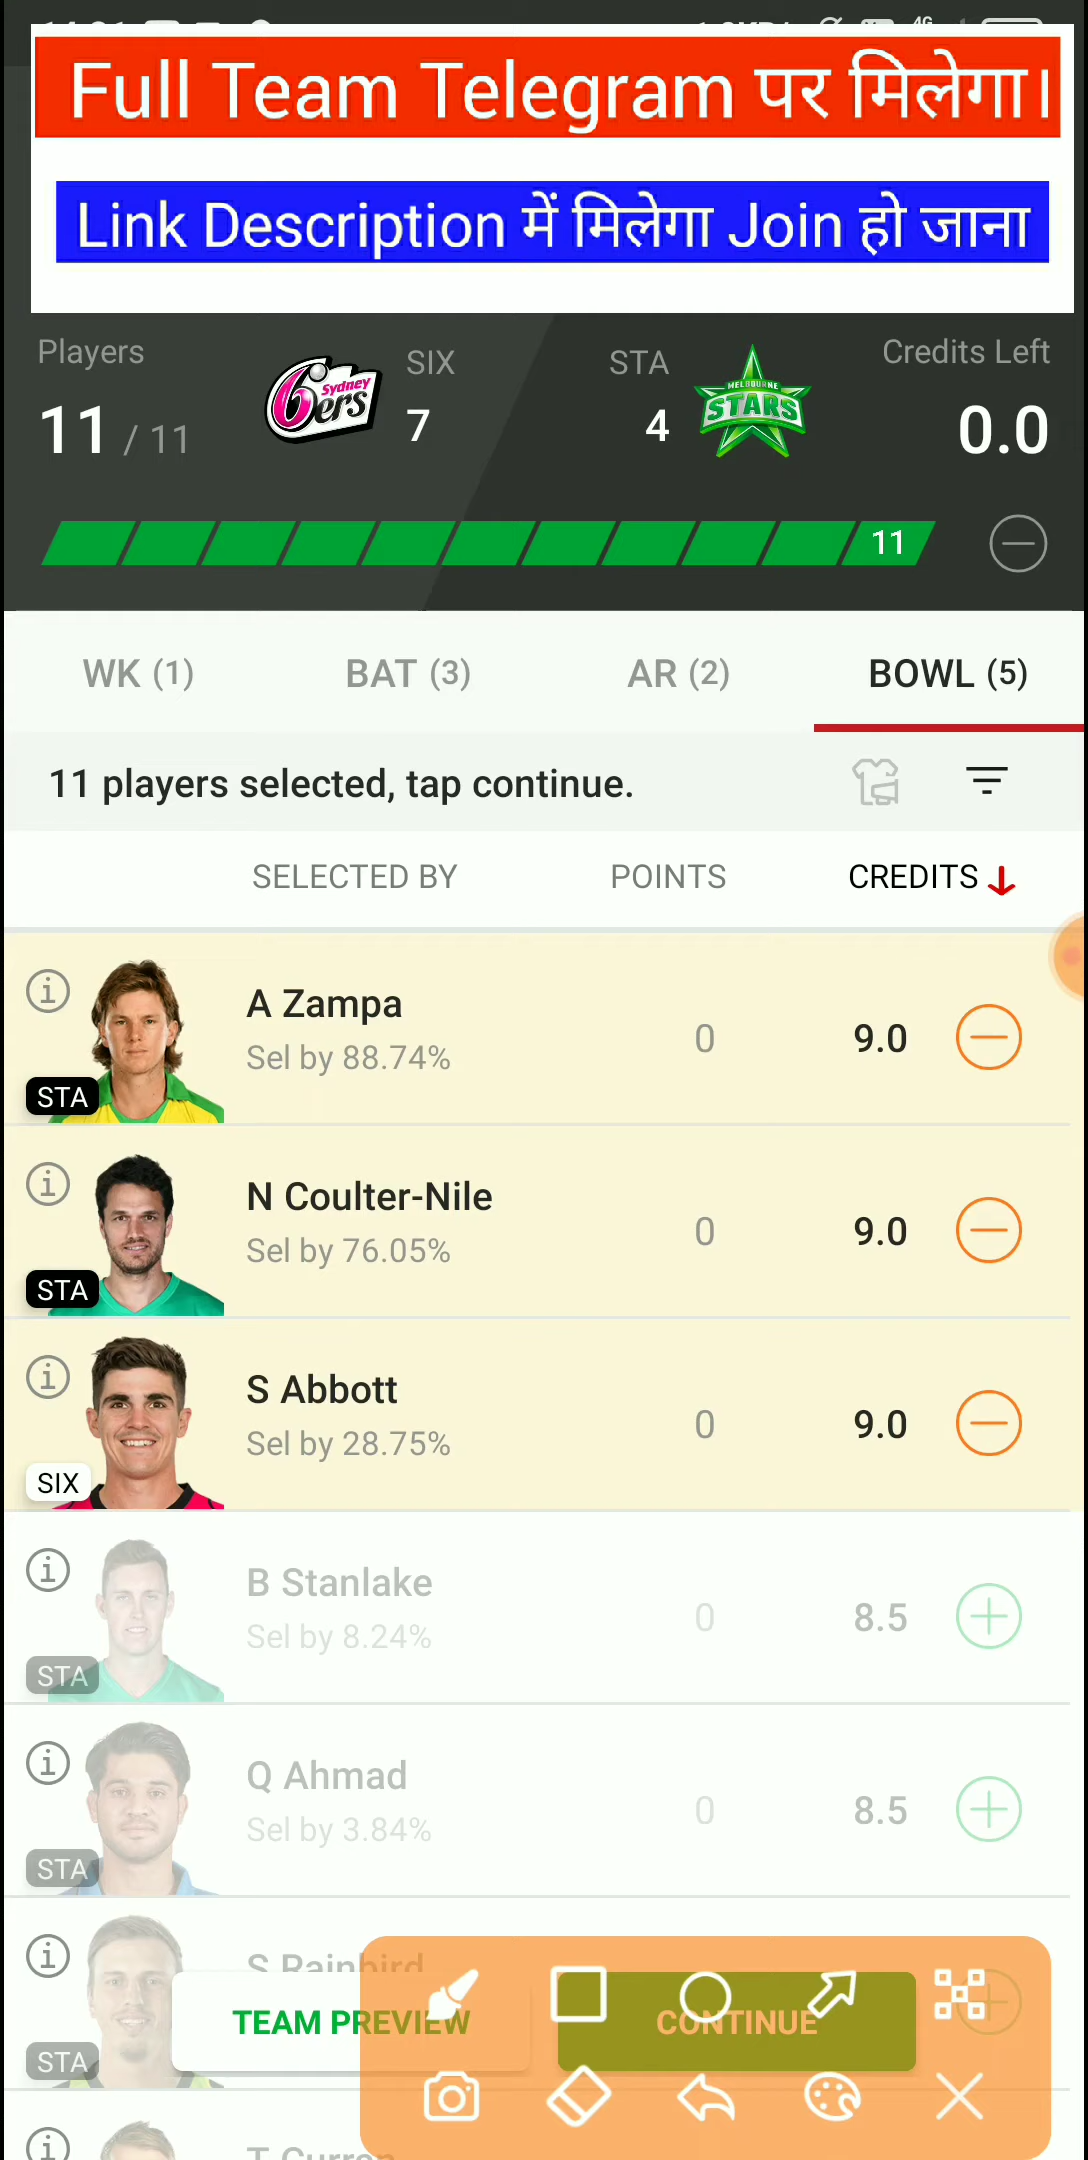 4G
Full Team Telegram पर मिलेगा।
Link Description में मिलेगा Join हो जाना
Players
SIX
STA
Credits Left
11 / 11
Sydney
6ers
7
4
MELBOURNE
STARS
0.0
11
WK (1)
BAT (3)
AR (2)
BOWL (5)
11 players selected, tap continue.
SELECTED BY
POINTS
CREDITS
A Zampa
Sel by 88.74%
0
9.0
STA
N Coulter-Nile
Sel by 76.05%
0
9.0
STA
S Abbott
Sel by 28.75%
0
9.0
SIX
B Stanlake
Sel by 8.24%
0
8.5
STA
Q Ahmad
Sel by 3.84%
0
8.5
STA
S Rainbird
TEAM PREVIEW
CONTINUE
STA
T Curran